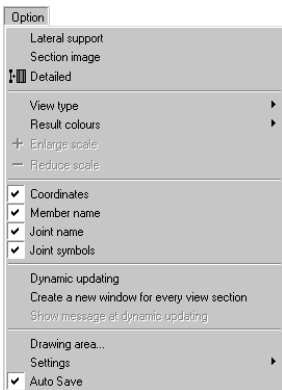 Option
Lateral support
Section image
Detailed
View type
Result colours
Enlarge scale
Reduce scale
Coordinates
Member name
Joint name
Joint symbols
Dynamic updating
Create a new window for every view section
Show message at dynamic updating
Drawing area...
Settings
Auto Save